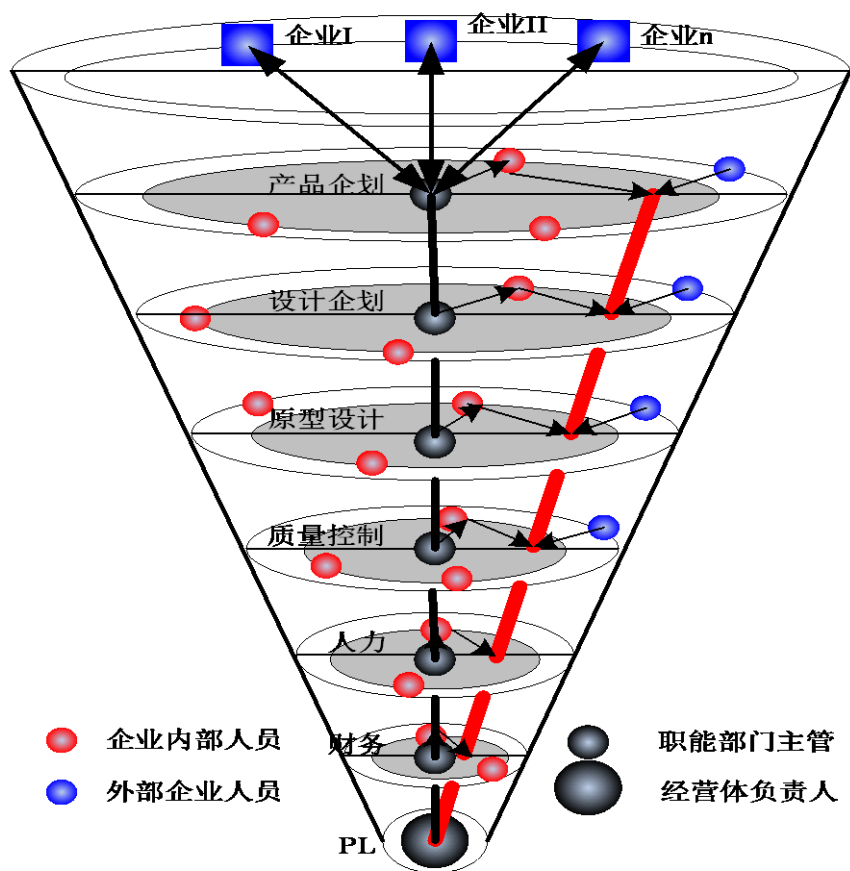 企业I
企业II
企业n
产品企划
设计企划
原型设计
质量控制
人力
财务
企业内部人员
职能部门主管
外部企业人员
经营体负责人
PL